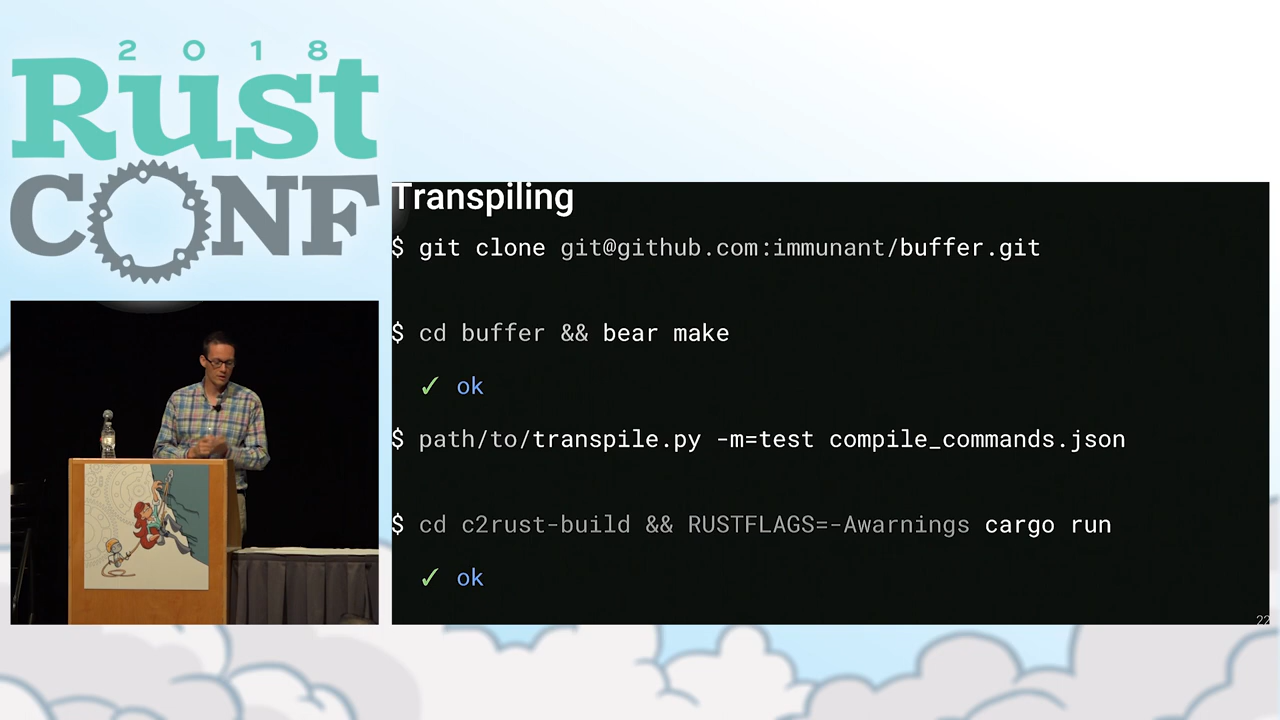 2018
Rust
CONF
Transpiling
$ git clone git@github.com:immunant/buffer.git
$ cd buffer && bear make
✓ ok
$ path/to/transpile.py -m=test compile_commands.json
$ cd c2rust-build && RUSTFLAGS=-Awarnings cargo run
✓ ok
22